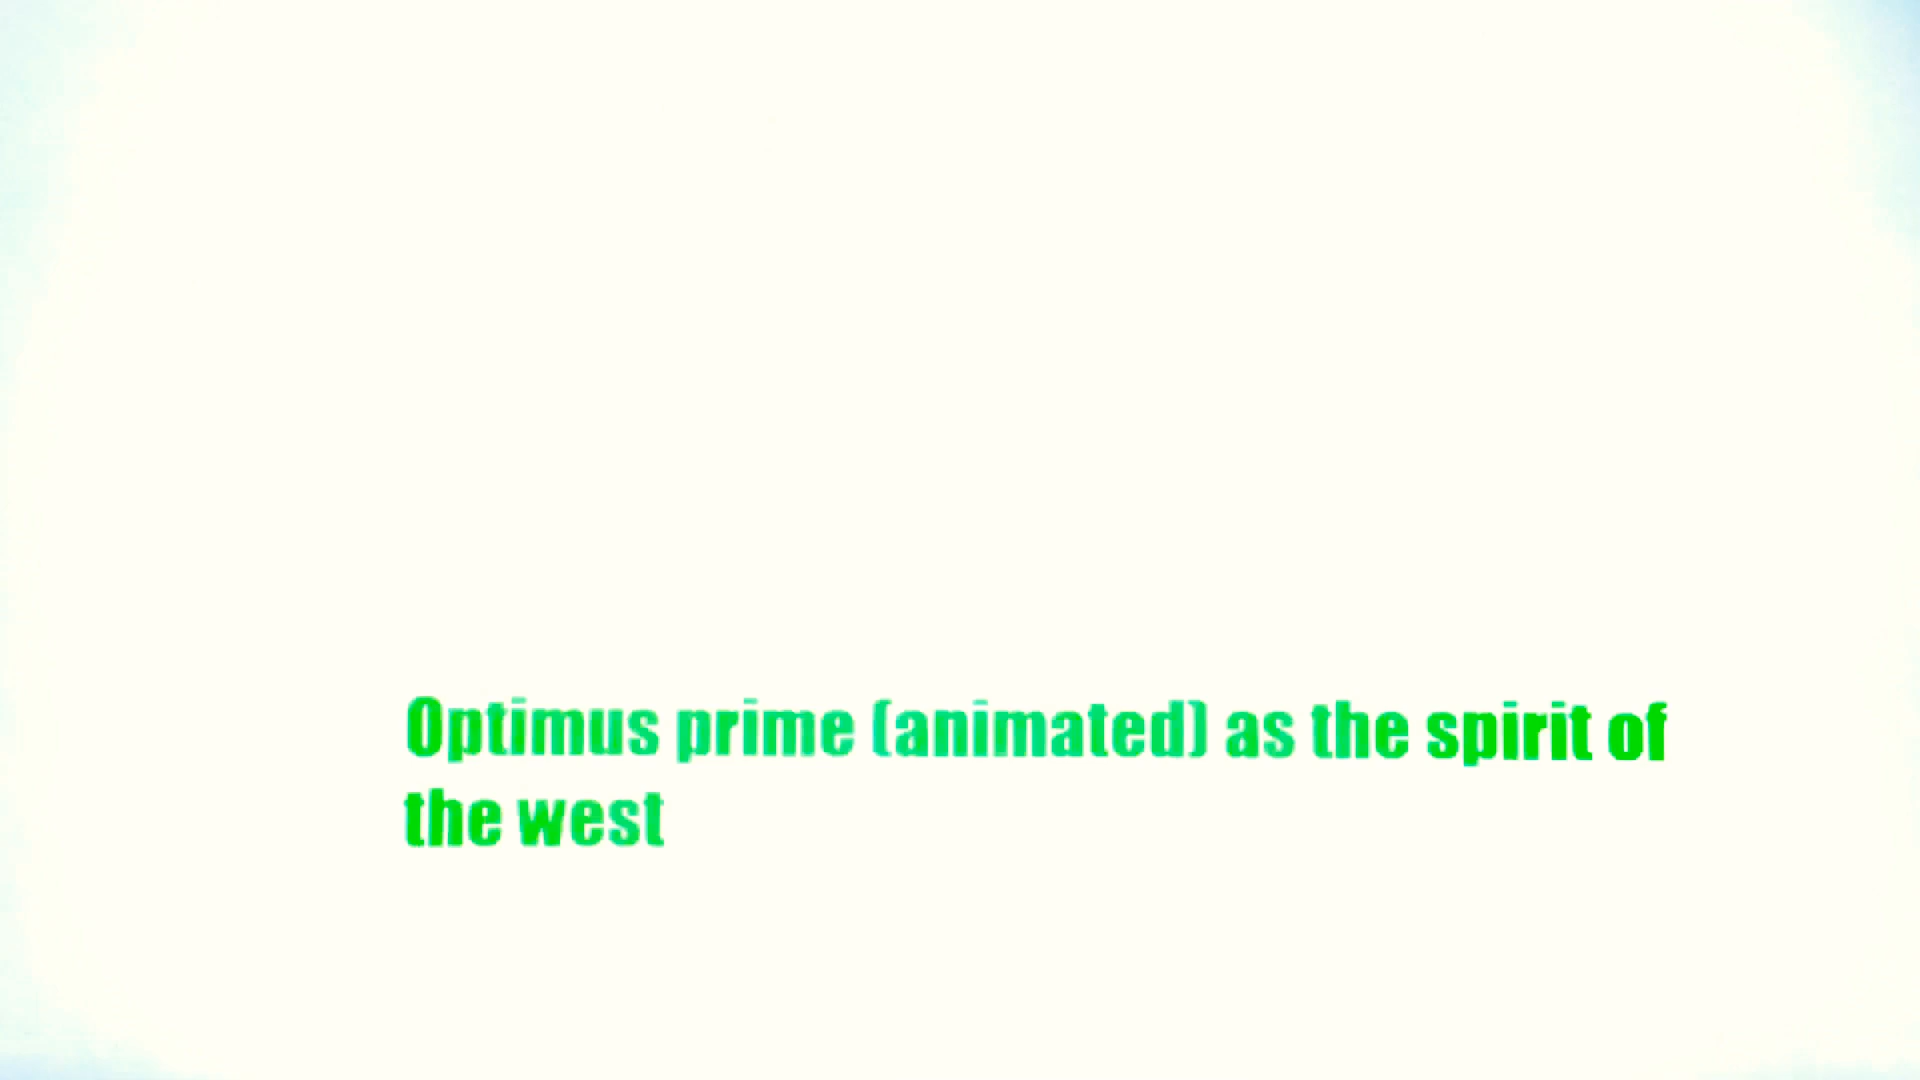 Optimus prime (animated) as the spirit of
the west